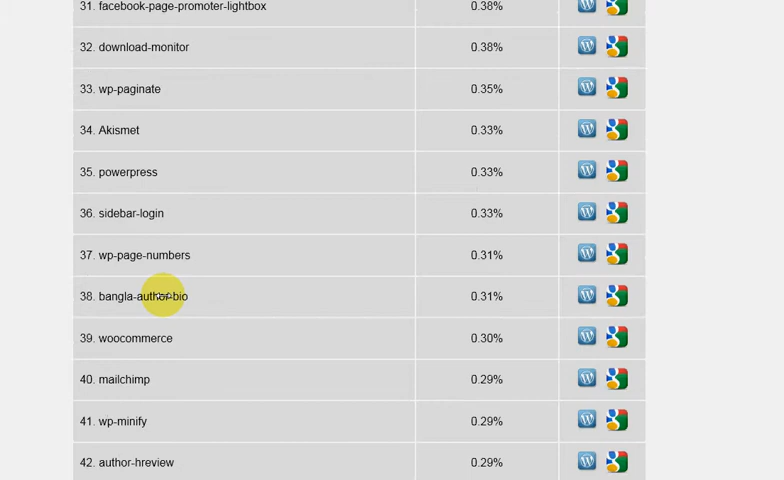 31. facebook-page-promoter-lightbox 0.38%
32. download-monitor 0.38%
33. wp-paginate 0.35%
34. Akismet 0.33%
35. powerpress 0.33%
36. sidebar-login 0.33%
37. wp-page-numbers 0.31%
38. bangla-author-bio 0.31%
39. woocommerce 0.30%
40. mailchimp 0.29%
41. wp-minify 0.29%
42. author-hreview 0.29%